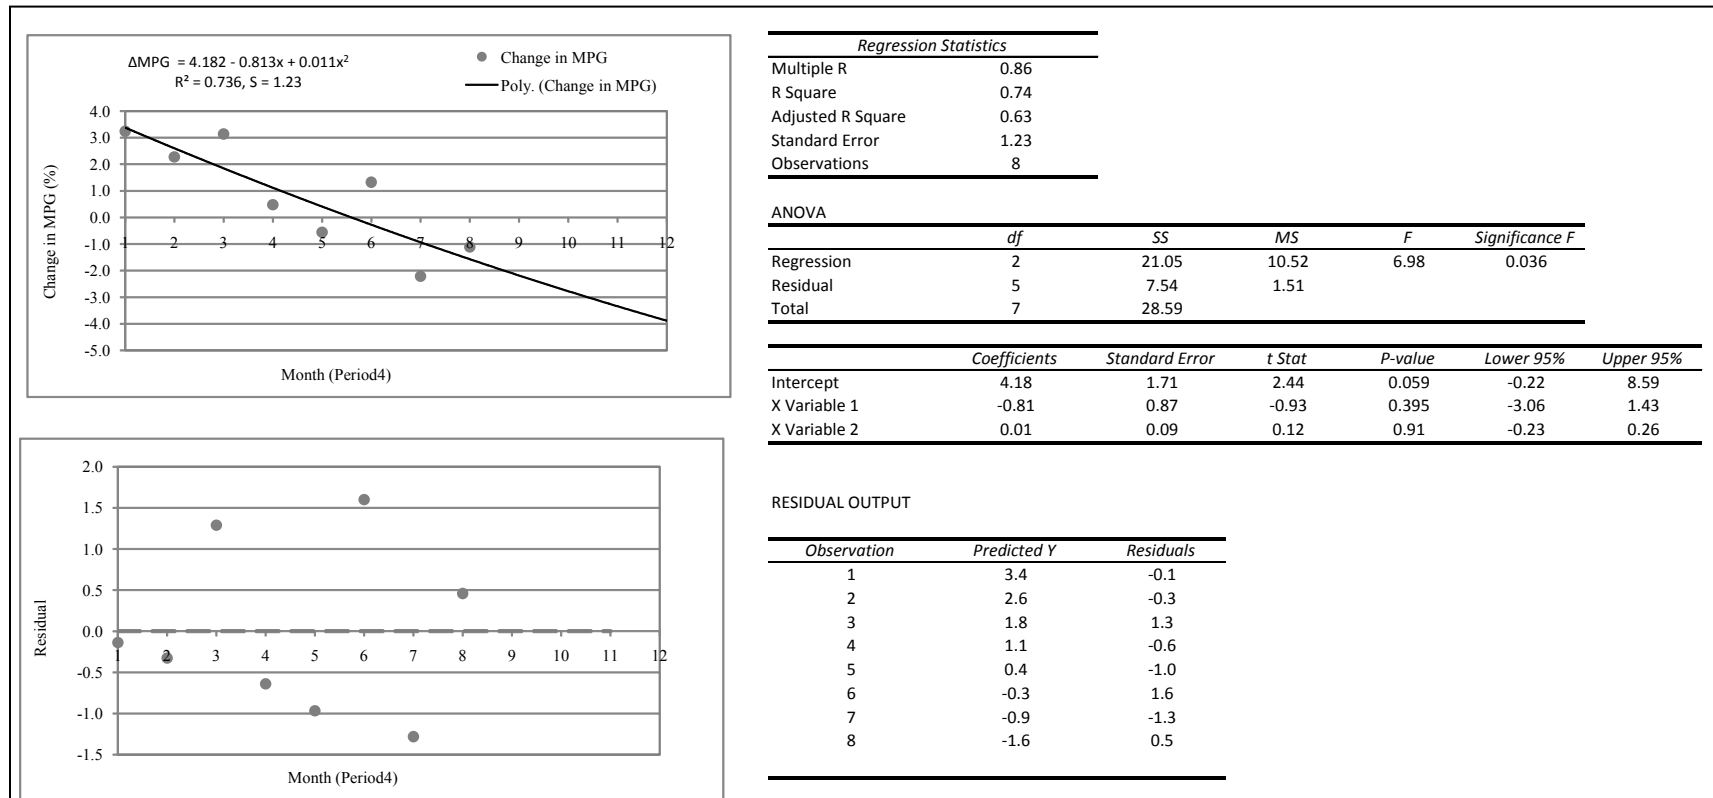 ΔMPG = 4.182 - 0.813x + 0.011x²
R² = 0.736, S = 1.23
Change in MPG
Poly. (Change in MPG)
4.0
3.0
2.0
1.0
0.0
-1.0
-2.0
-3.0
-4.0
-5.0
1 2 3 4 5 6 7 8 9 10 11 12
Change in MPG (%)
Month (Period4)
2.0
1.5
1.0
0.5
0.0
-0.5
-1.0
-1.5
1 2 3 4 5 6 7 8 9 10 11 12
Residual
Month (Period4)
Regression Statistics
Multiple R 0.86
R Square 0.74
Adjusted R Square 0.63
Standard Error 1.23
Observations 8
ANOVA
df SS MS F Significance F
Regression 2 21.05 10.52 6.98 0.036
Residual 5 7.54 1.51
Total 7 28.59
Coefficients Standard Error t Stat P-value Lower 95% Upper 95%
Intercept 4.18 1.71 2.44 0.059 -0.22 8.59
X Variable 1 -0.81 0.87 -0.93 0.395 -3.06 1.43
X Variable 2 0.01 0.09 0.12 0.91 -0.23 0.26
RESIDUAL OUTPUT
Observation Predicted Y Residuals
1 3.4 -0.1
2 2.6 -0.3
3 1.8 1.3
4 1.1 -0.6
5 0.4 -1.0
6 -0.3 1.6
7 -0.9 -1.3
8 -1.6 0.5